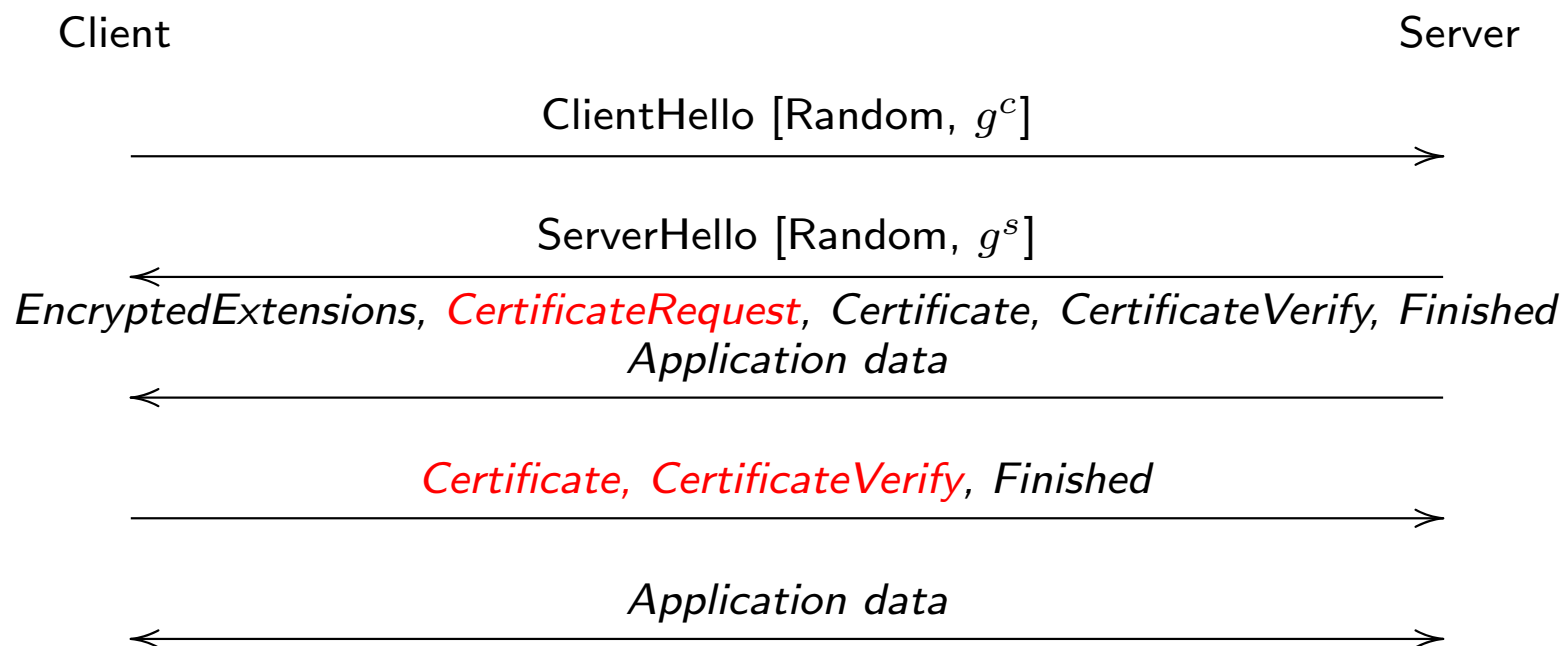 Client Server
ClientHello [Random, g^c]
ServerHello [Random, g^s]
EncryptedExtensions, CertificateRequest, Certificate, CertificateVerify, Finished
Application data
Certificate, CertificateVerify, Finished
Application data